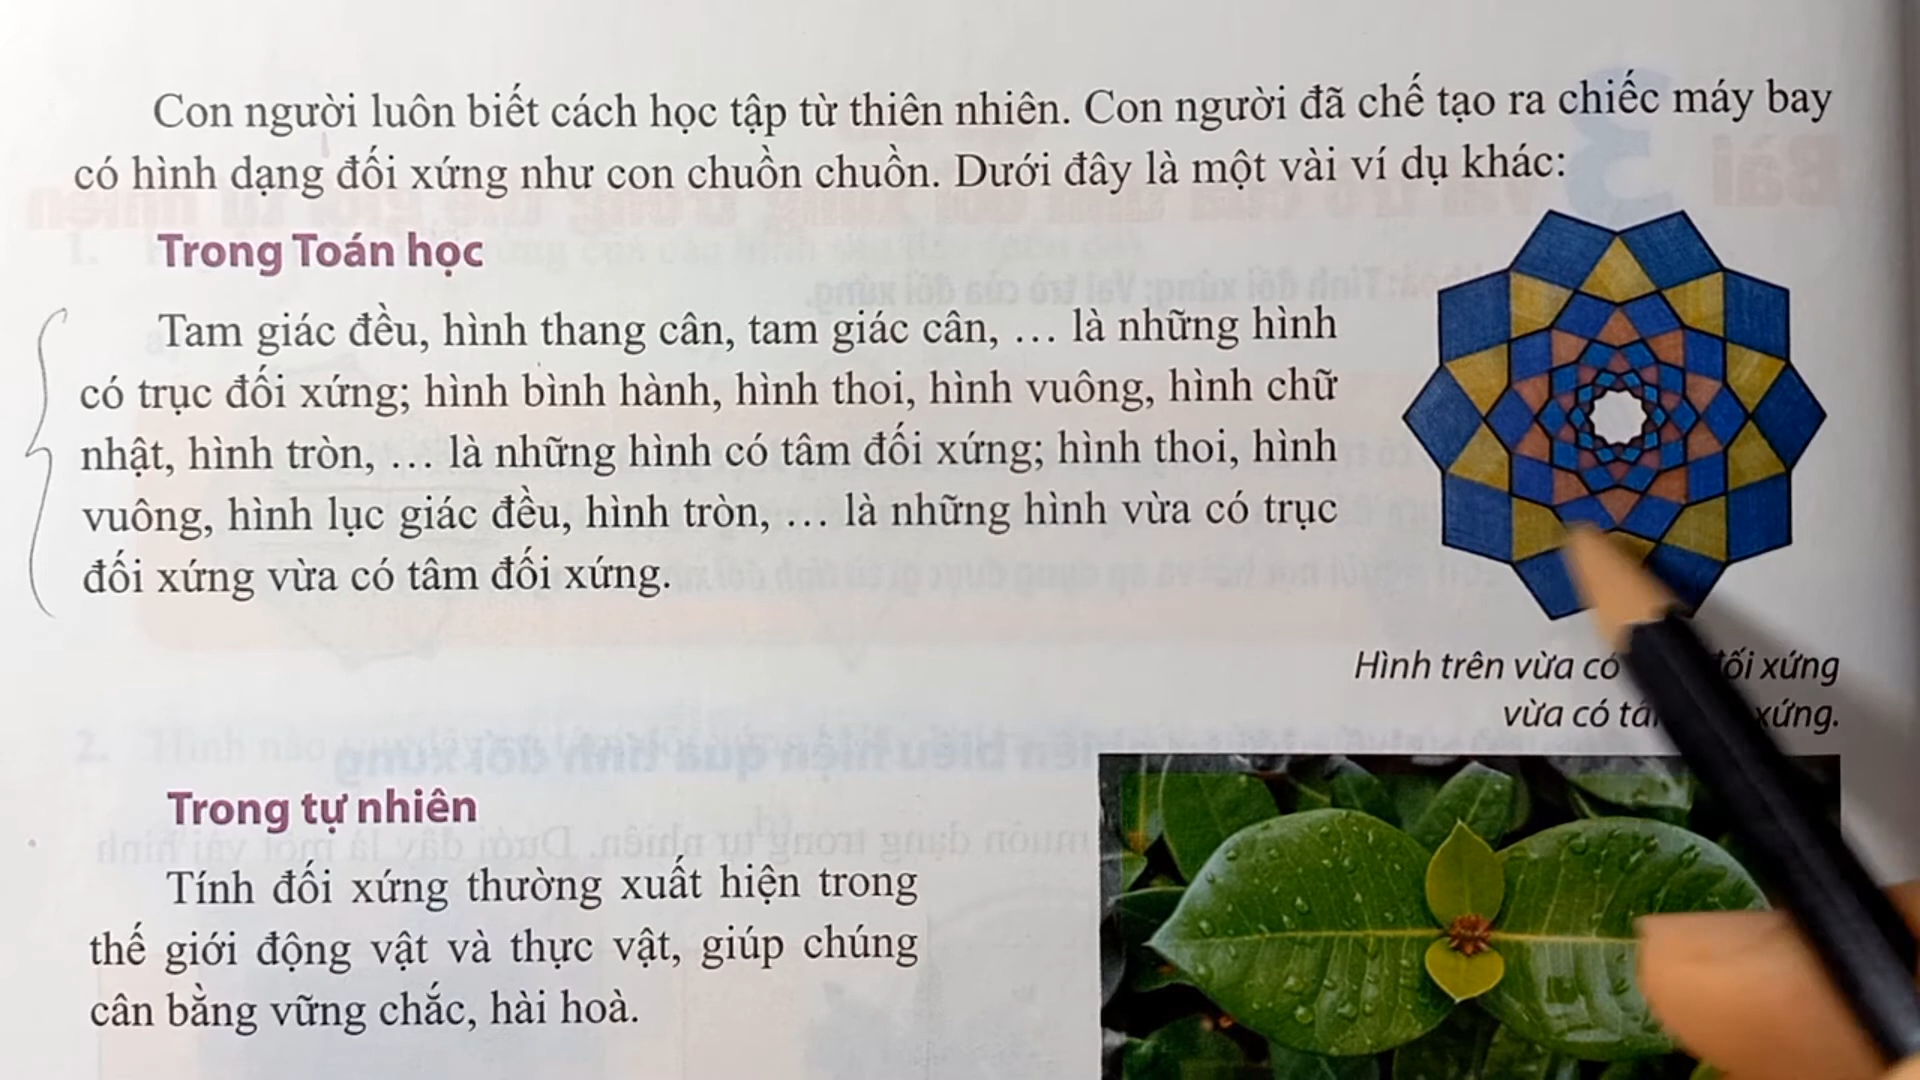 Con người luôn biết cách học tập từ thiên nhiên. Con người đã chế tạo ra chiếc máy bay
có hình dạng đối xứng như con chuồn chuồn. Dưới đây là một vài ví dụ khác:
Trong Toán học
Tam giác đều, hình thang cân, tam giác cân, … là những hình
có trục đối xứng; hình bình hành, hình thoi, hình vuông, hình chữ
nhật, hình tròn, … là những hình có tâm đối xứng; hình thoi, hình
vuông, hình lục giác đều, hình tròn, … là những hình vừa có trục
đối xứng vừa có tâm đối xứng.
Hình trên vừa có đối xứng
vừa có xứng.
Trong tự nhiên
Tính đối xứng thường xuất hiện trong
thế giới động vật và thực vật, giúp chúng
cân bằng vững chắc, hài hoà.